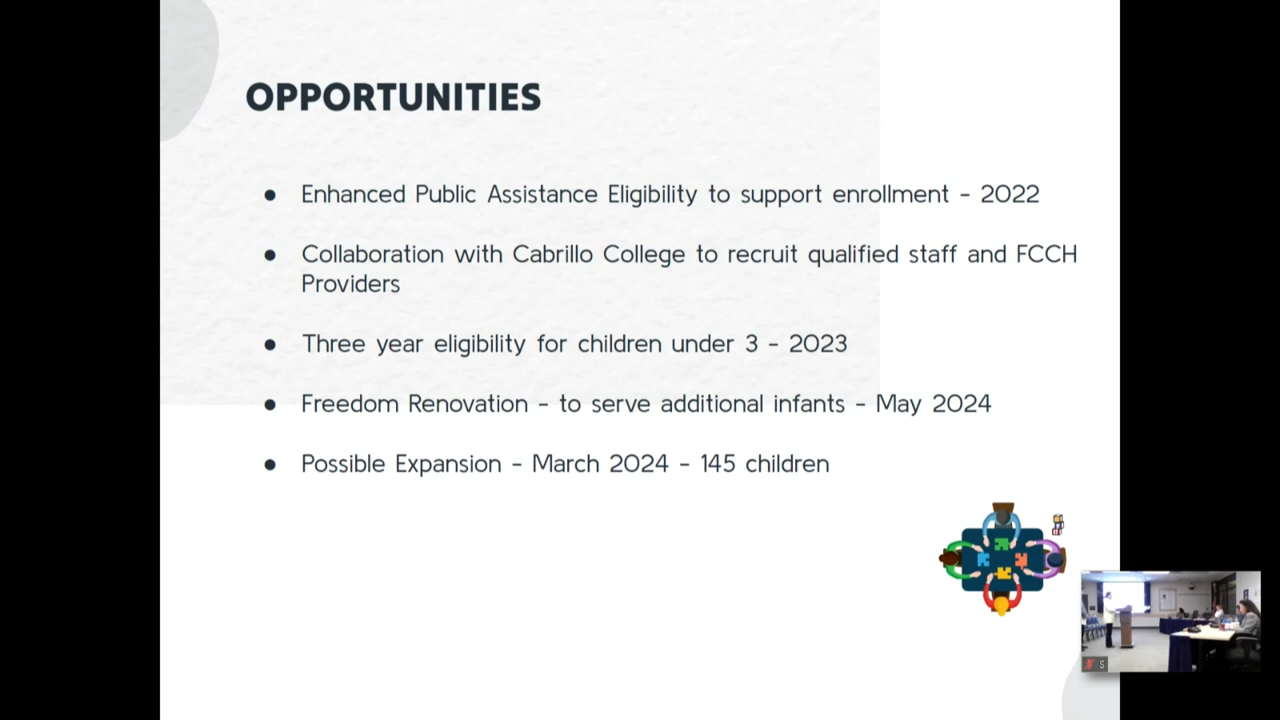 OPPORTUNITIES
● Enhanced Public Assistance Eligibility to support enrollment - 2022
● Collaboration with Cabrillo College to recruit qualified staff and FCCH
Providers
● Three year eligibility for children under 3 - 2023
● Freedom Renovation - to serve additional infants - May 2024
● Possible Expansion - March 2024 - 145 children
S